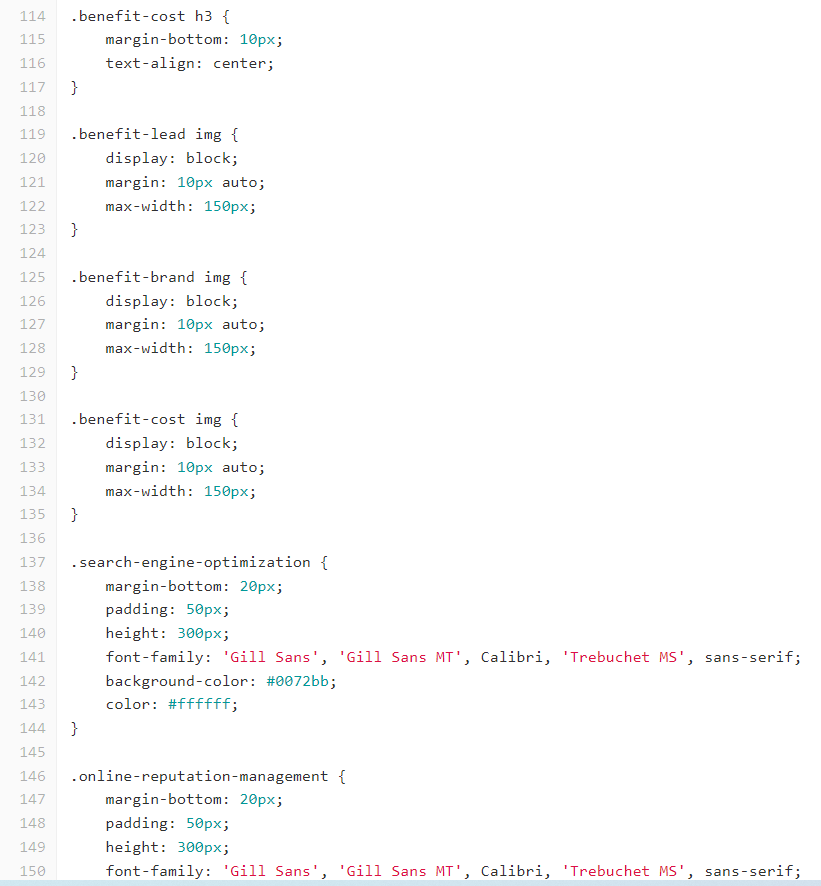 114 .benefit-cost h3 {
115     margin-bottom: 10px;
116     text-align: center;
117 }
118
119 .benefit-lead img {
120     display: block;
121     margin: 10px auto;
122     max-width: 150px;
123 }
124
125 .benefit-brand img {
126     display: block;
127     margin: 10px auto;
128     max-width: 150px;
129 }
130
131 .benefit-cost img {
132     display: block;
133     margin: 10px auto;
134     max-width: 150px;
135 }
136
137 .search-engine-optimization {
138     margin-bottom: 20px;
139     padding: 50px;
140     height: 300px;
141     font-family: 'Gill Sans', 'Gill Sans MT', Calibri, 'Trebuchet MS', sans-serif;
142     background-color: #0072bb;
143     color: #ffffff;
144 }
145
146 .online-reputation-management {
147     margin-bottom: 20px;
148     padding: 50px;
149     height: 300px;
150     font-family: 'Gill Sans', 'Gill Sans MT', Calibri, 'Trebuchet MS', sans-serif;